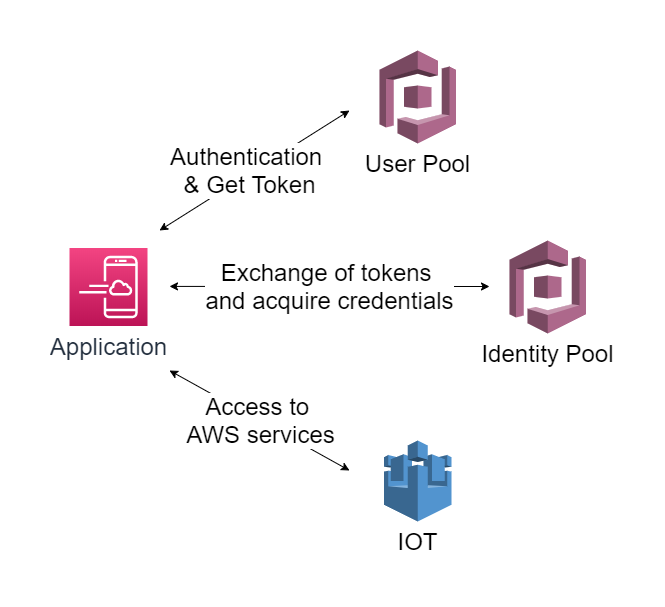 User Pool
Authentication
& Get Token
Exchange of tokens
and acquire credentials
Application
Identity Pool
Access to
AWS services
IOT